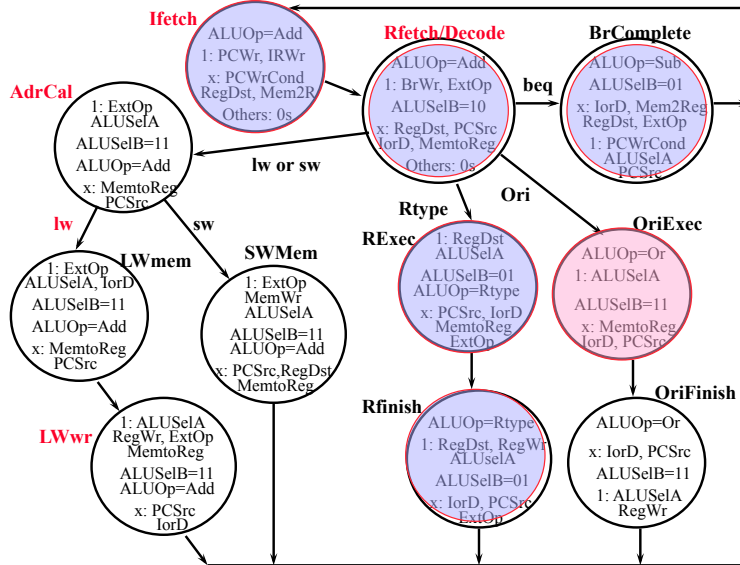 Ifetch
ALUOp=Add
1: PCWr, IRWr
x: PCWrCond
RegDst, Mem2R
Others: 0s
Rfetch/Decode
ALUOp=Add
1: BrWr, ExtOp
ALUSelB=10
x: RegDst, PCSrc
IorD, MemtoReg
Others: 0s
beq
BrComplete
ALUOp=Sub
ALUSelB=01
x: IorD, Mem2Reg
RegDst, ExtOp
1: PCWrCond
ALUSelA
PCSrc
AdrCal
1: ExtOp
ALUSelA
ALUSelB=11
ALUOp=Add
x: MemtoReg
PCSrc
lw or sw
lw
sw
Rtype
Ori
LWmem
1: ExtOp
ALUSelA, IorD
ALUSelB=11
ALUOp=Add
x: MemtoReg
PCSrc
SWMem
1: ExtOp
MemWr
ALUSelA
ALUSelB=11
ALUOp=Add
x: PCSrc,RegDst
MemtoReg
RExec
1: RegDst
ALUSelA
ALUSelB=01
ALUOp=Rtype
x: PCSrc, IorD
MemtoReg
ExtOp
OriExec
ALUOp=Or
1: ALUSelA
ALUSelB=11
x: MemtoReg
IorD, PCSrc
LWwr
1: ALUSelA
RegWr, ExtOp
MemtoReg
ALUSelB=11
ALUOp=Add
x: PCSrc
IorD
Rfinish
ALUOp=Rtype
1: RegDst, RegWr
ALUselA
ALUSelB=01
x: IorD, PCSrc
ExtOp
OriFinish
ALUOp=Or
x: IorD, PCSrc
ALUSelB=11
1: ALUSelA
RegWr